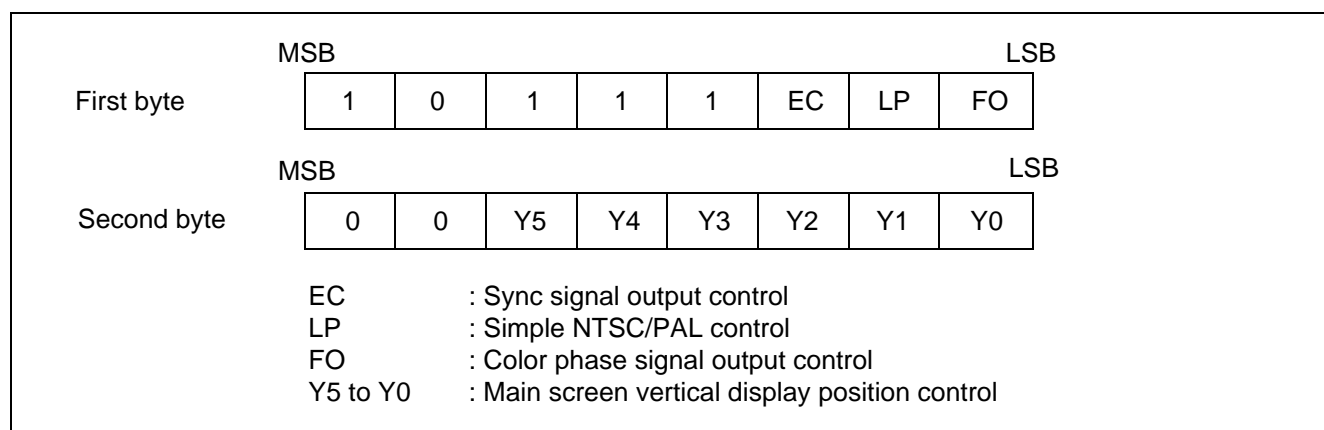 MSB LSB
First byte 1 0 1 1 1 EC LP FO
MSB LSB
Second byte 0 0 Y5 Y4 Y3 Y2 Y1 Y0
EC : Sync signal output control
LP : Simple NTSC/PAL control
FO : Color phase signal output control
Y5 to Y0 : Main screen vertical display position control